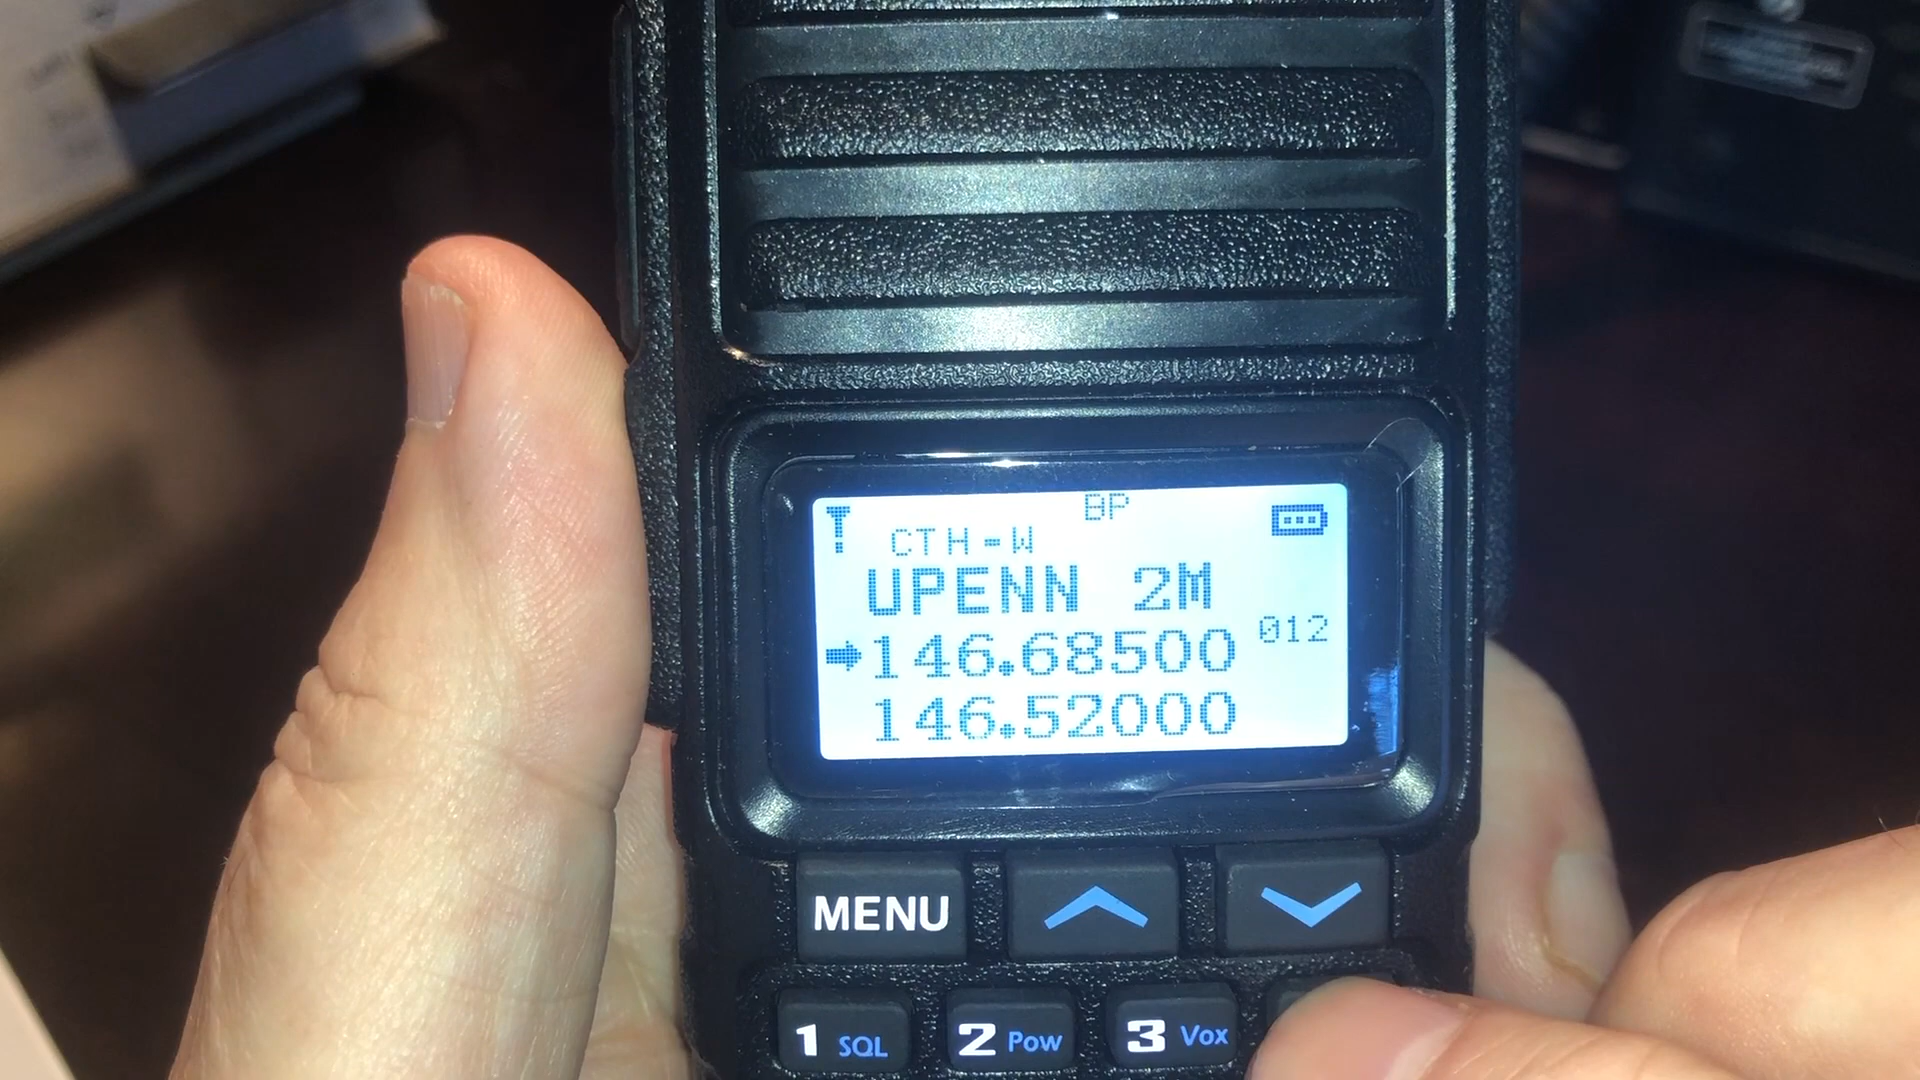 BP
CTH-W
UPENN 2M
146.68500 012
146.52000
MENU
1 SQL 2 Pow 3 Vox